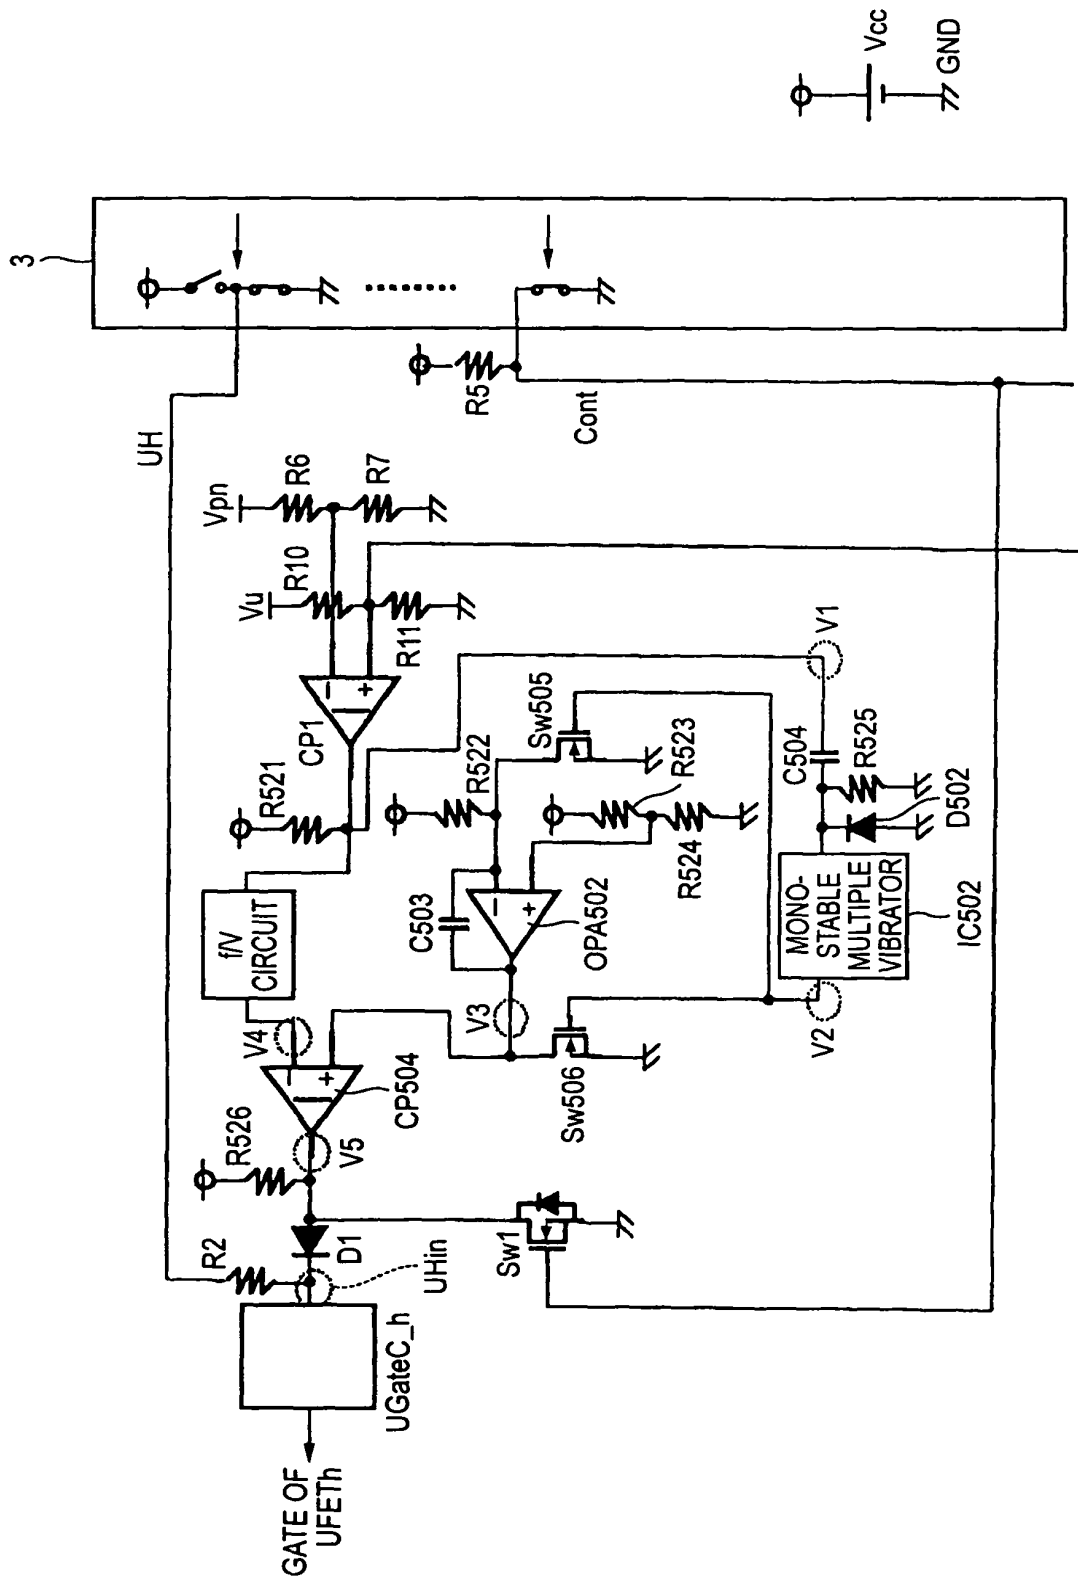 GATE OF
UFETh
UGateC_h
UHin
R2
D1
R526
V5
Sw1
CP504
V4
f/V
CIRCUIT
V3
Sw506
C503
OPA502
R521
CP1
R522
Sw505
R523
R524
V2
MONO-
STABLE
MULTIPLE
VIBRATOR
IC502
D502
C504
R525
V1
Vu
R10
R11
Vpn
R6
R7
UH
R5
Cont
3
Vcc
GND